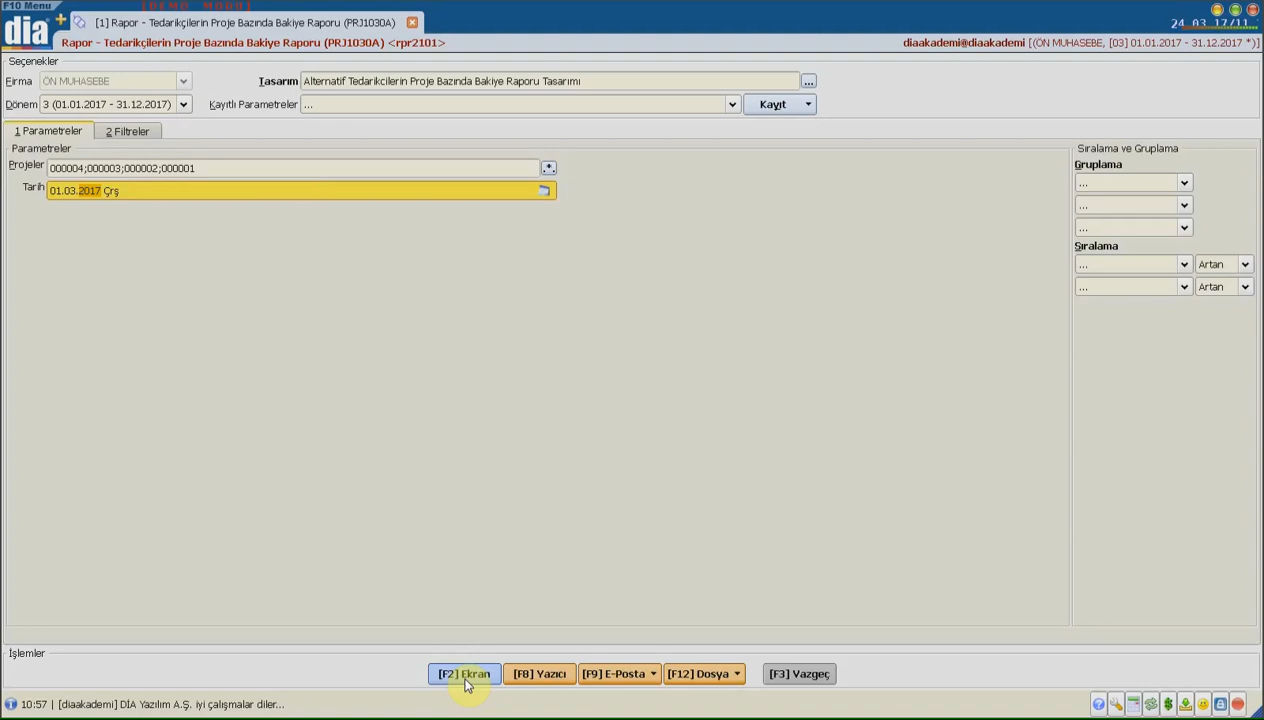 F10 Menu
[DEMO MODU]
dia
[1] Rapor - Tedarikçilerin Proje Bazında Bakiye Raporu (PRJ1030A)
24 03 17/11
Rapor - Tedarikçilerin Proje Bazında Bakiye Raporu (PRJ1030A) <rpr2101>
diaakademi@diaakademi [(ÖN MUHASEBE, [03] 01.01.2017 - 31.12.2017 *)]
Seçenekler
Firma ÖN MUHASEBE
Tasarım Alternatif Tedarikcilerin Proje Bazında Bakiye Raporu Tasarımı ...
Dönem 3 (01.01.2017 - 31.12.2017)
Kayıtlı Parametreler ...
Kayıt
1 Parametreler
2 Filtreler
Parametreler
Projeler 000004;000003;000002;000001
Tarih 01.03.2017 Çrş
Sıralama ve Gruplama
Gruplama
...
...
...
Sıralama
... Artan
... Artan
İşlemler
[F2] Ekran
[F8] Yazıcı
[F9] E-Posta
[F12] Dosya
[F3] Vazgeç
10:57 | [diaakademi] DİA Yazılım A.Ş. iyi çalışmalar diler...